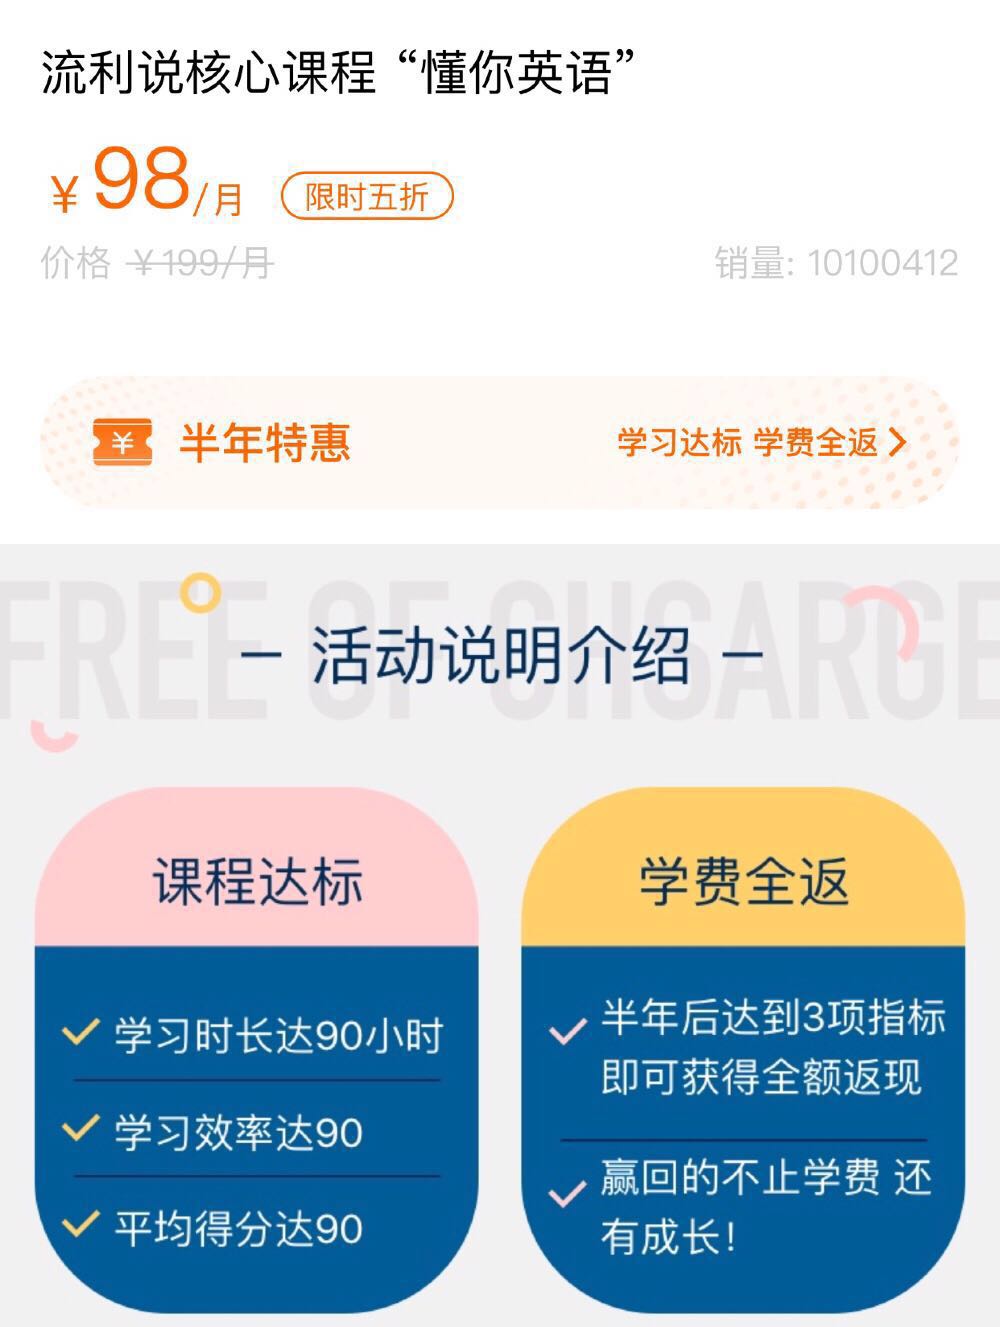 流利说核心课程“懂你英语”
￥98/月 限时五折
价格 ￥199/月 销量: 10100412
半年特惠 学习达标 学费全返
FREE OF CHSARGE
－ 活动说明介绍 －
课程达标
学习时长达90小时
学习效率达90
平均得分达90
学费全返
半年后达到3项指标
即可获得全额返现
赢回的不止学费 还
有成长！